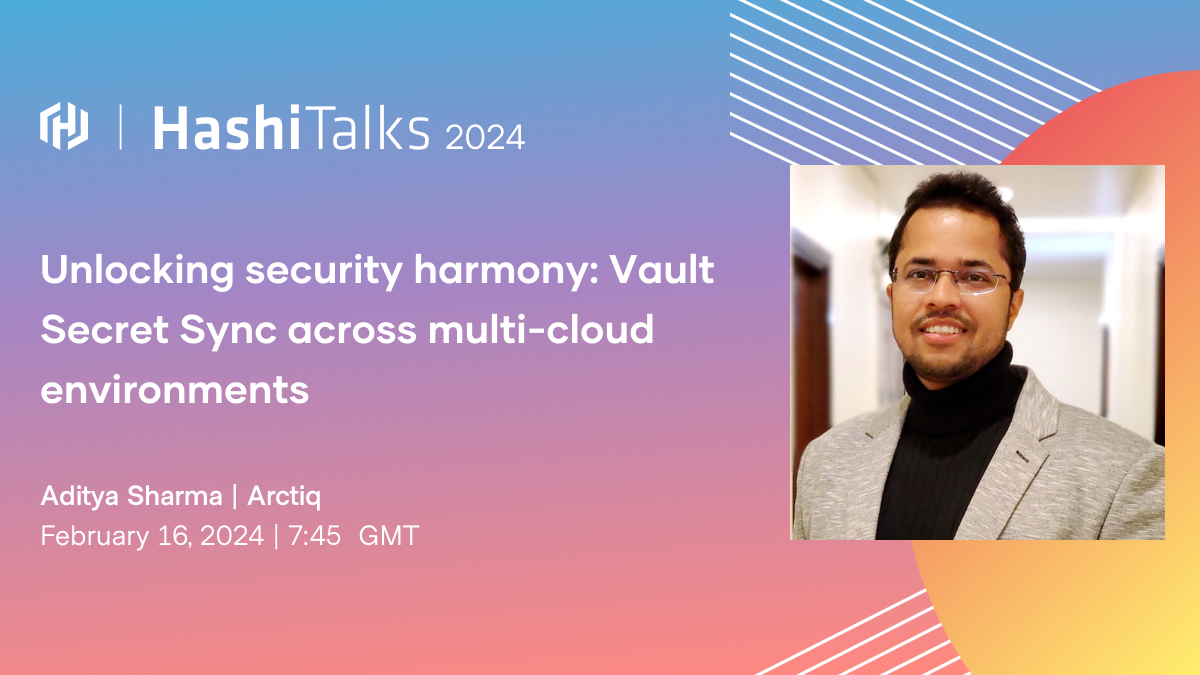 HashiTalks 2024
Unlocking security harmony: Vault
Secret Sync across multi-cloud
environments
Aditya Sharma | Arctiq
February 16, 2024 | 7:45 GMT